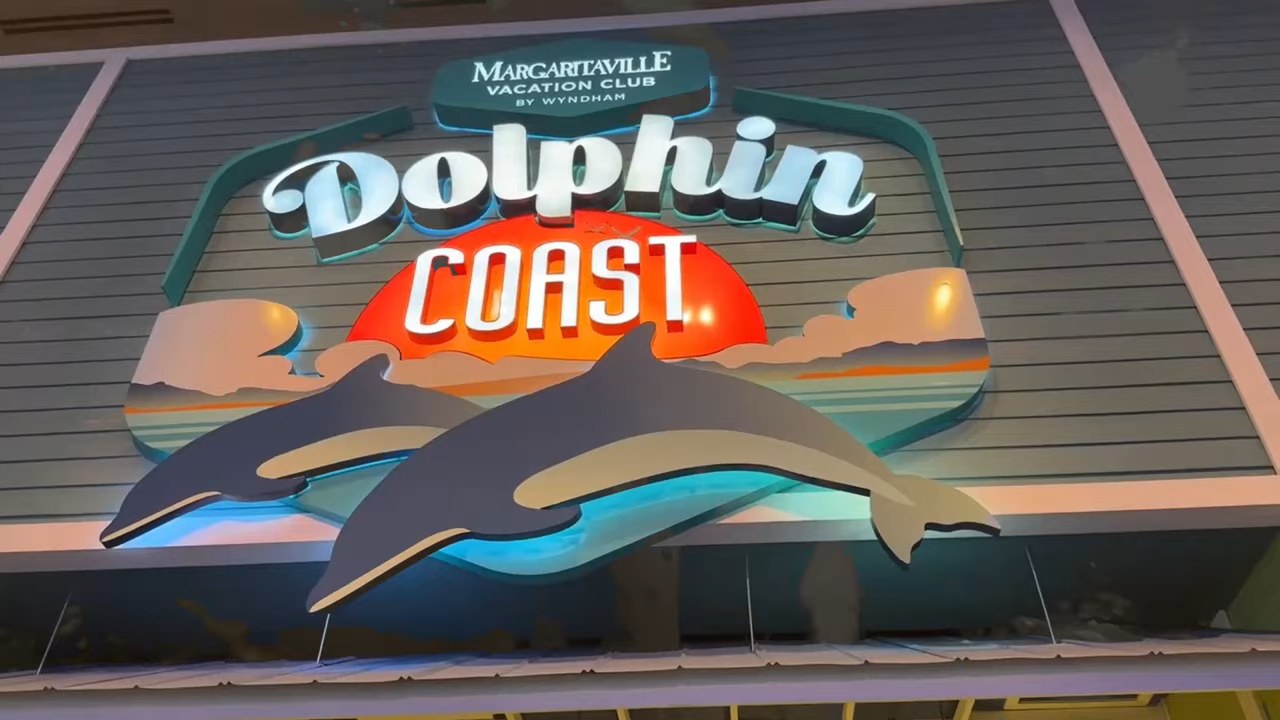 MARGARITAVILLE
VACATION CLUB
BY WYNDHAM
Dolphin
COAST